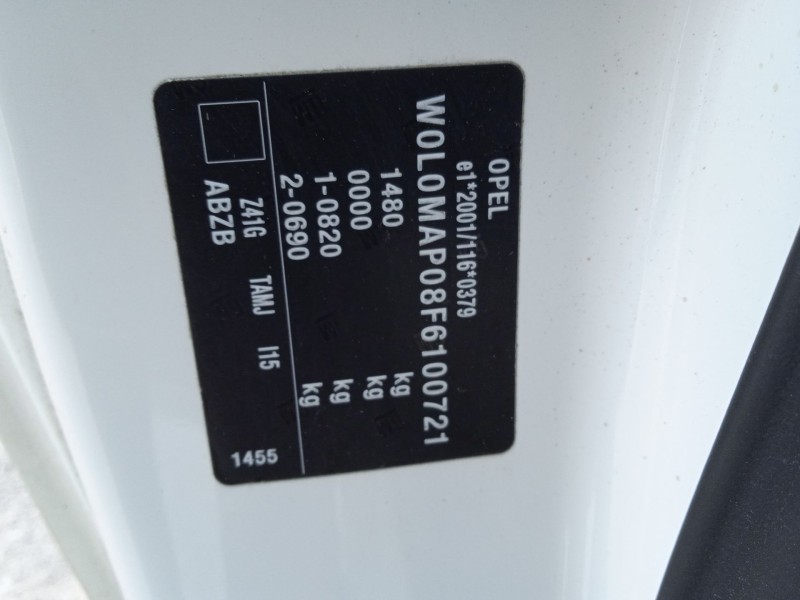 OPEL
e1*2001/116*0379
W0L0MAP08F6100721
1480 kg
0000 kg
1-0820 kg
2-0690 kg
Z41G TAMJ I15
ABZB
1455